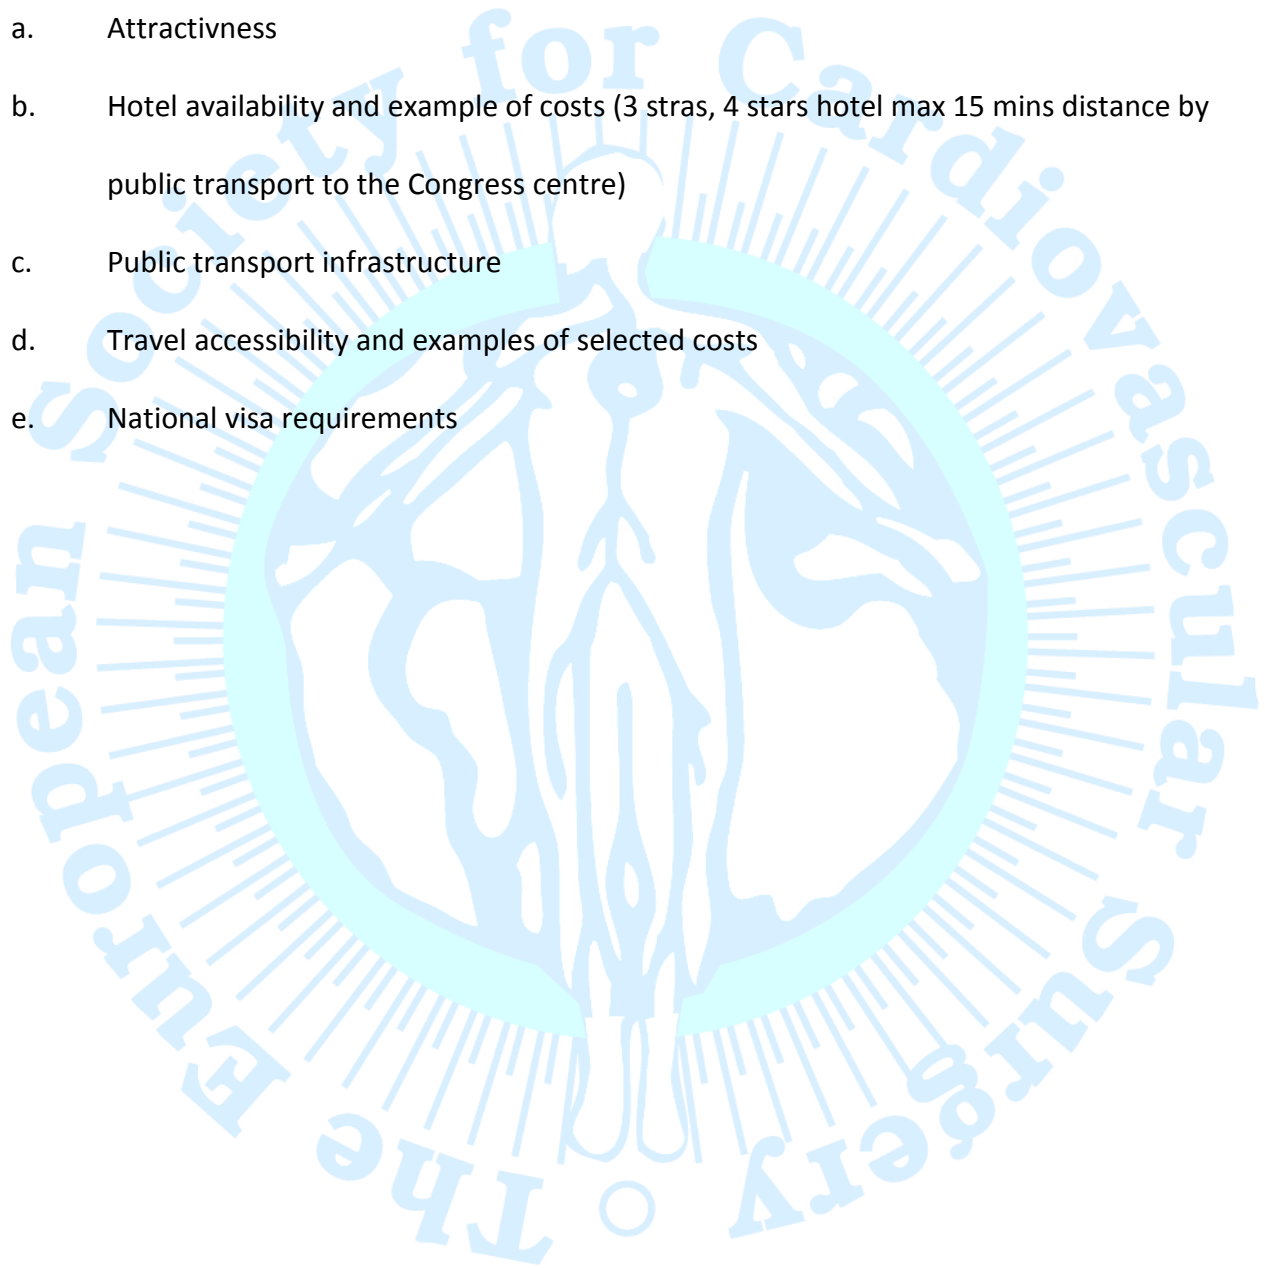 a. Attractivness
b. Hotel availability and example of costs (3 stras, 4 stars hotel max 15 mins distance by
public transport to the Congress centre)
c. Public transport infrastructure
d. Travel accessibility and examples of selected costs
e. National visa requirements
The European Society for Cardiovascular Surgery